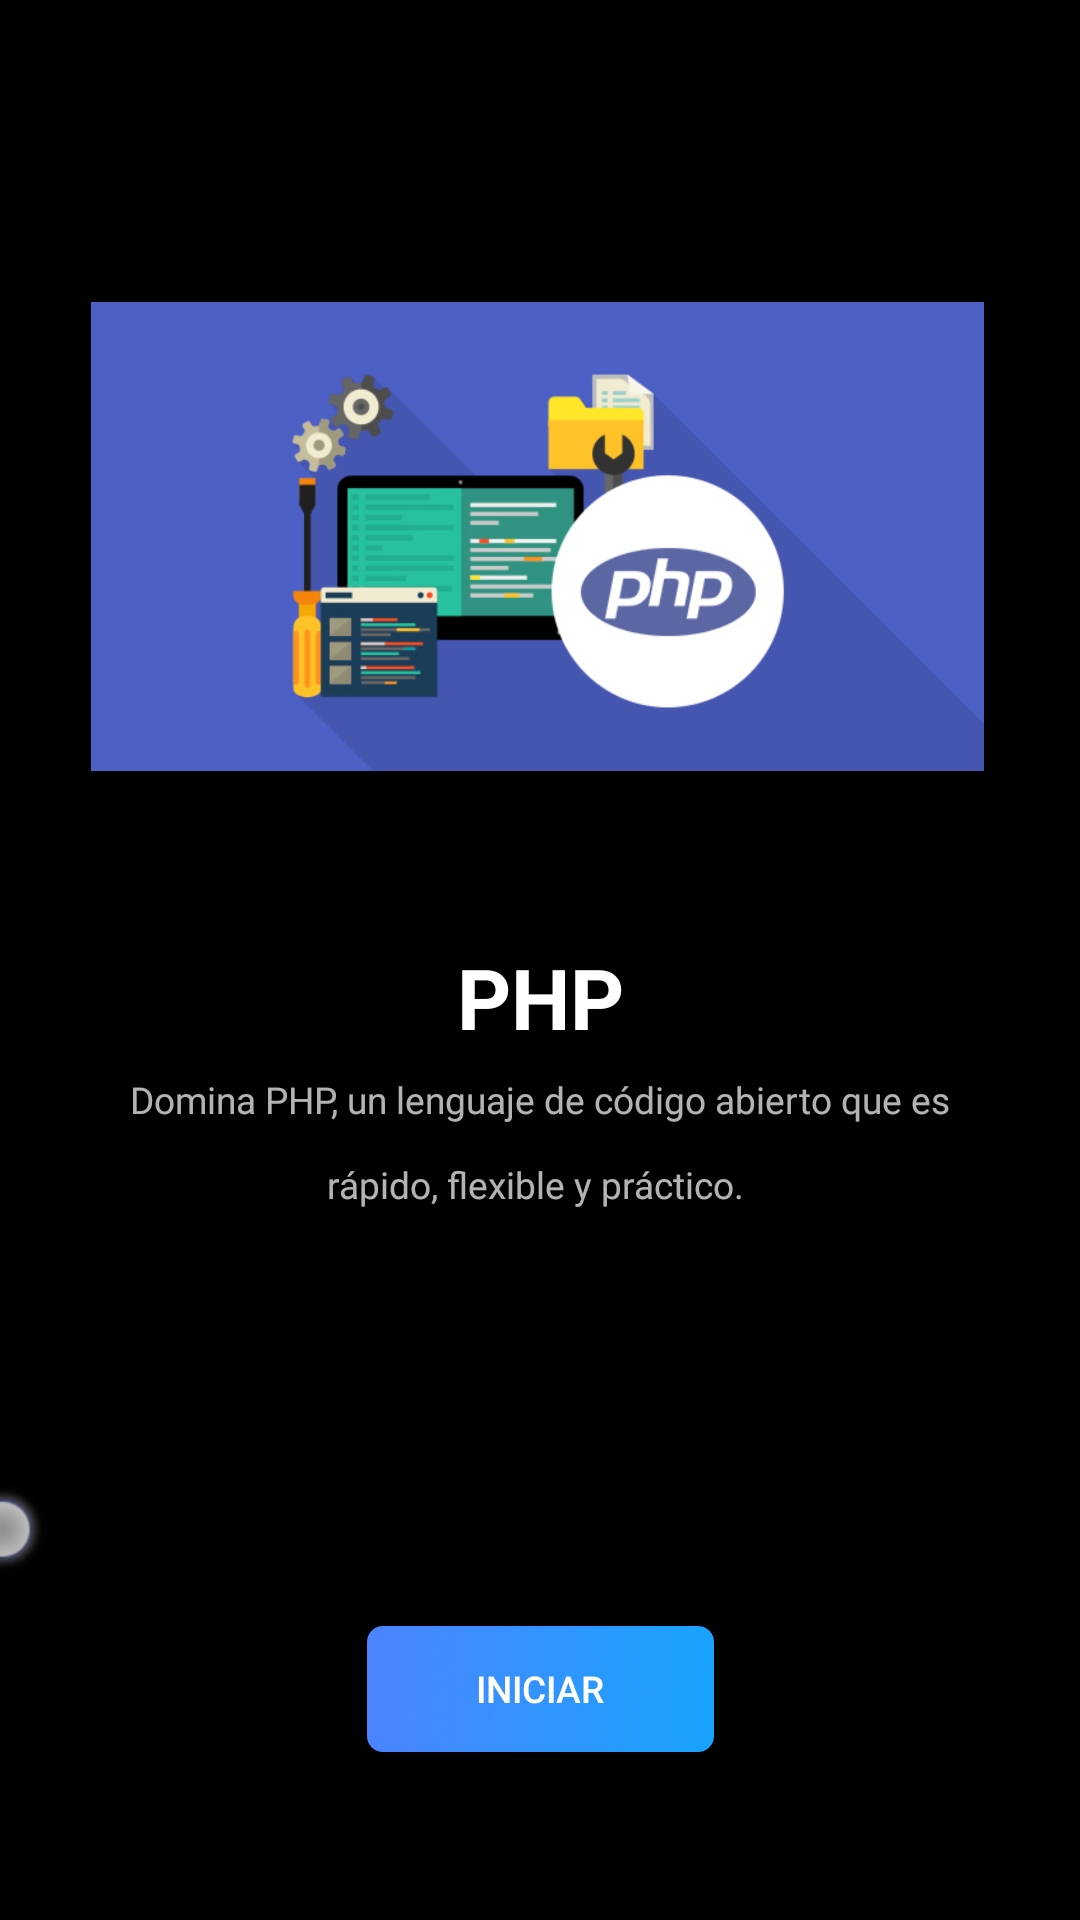 php
PHP
Domina PHP, un lenguaje de código abierto que es
rápido, flexible y práctico.
INICIAR